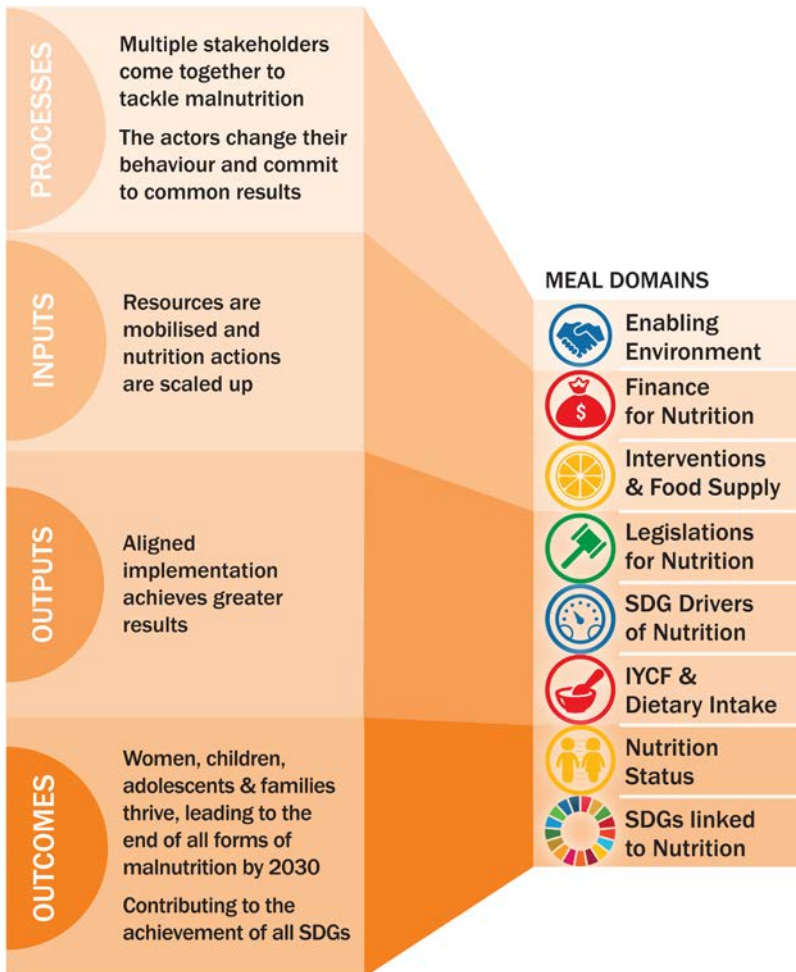 PROCESSES
Multiple stakeholders
come together to
tackle malnutrition
The actors change their
behaviour and commit
to common results
INPUTS
Resources are
mobilised and
nutrition actions
are scaled up
OUTPUTS
Aligned
implementation
achieves greater
results
OUTCOMES
Women, children,
adolescents & families
thrive, leading to the
end of all forms of
malnutrition by 2030
Contributing to the
achievement of all SDGs
MEAL DOMAINS
Enabling
Environment
$
Finance
for Nutrition
Interventions
& Food Supply
Legislations
for Nutrition
SDG Drivers
of Nutrition
IYCF &
Dietary Intake
Nutrition
Status
SDGs linked
to Nutrition